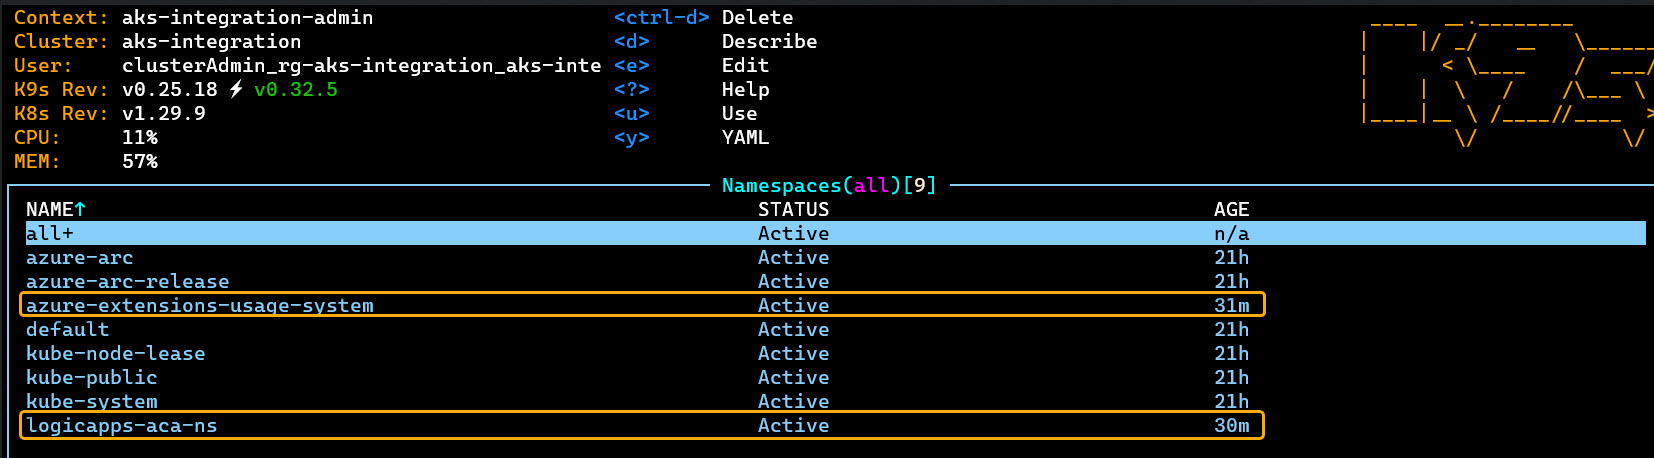 Context: aks-integration-admin <ctrl-d> Delete
Cluster: aks-integration <d> Describe
User: clusterAdmin_rg-aks-integration_aks-inte <e> Edit
K9s Rev: v0.25.18 ⚡ v0.32.5 <?> Help
K8s Rev: v1.29.9 <u> Use
CPU: 11% <y> YAML
MEM: 57%
Namespaces(all)[9]
NAME↑ STATUS AGE
all+ Active n/a
azure-arc Active 21h
azure-arc-release Active 21h
azure-extensions-usage-system Active 31m
default Active 21h
kube-node-lease Active 21h
kube-public Active 21h
kube-system Active 21h
logicapps-aca-ns Active 30m